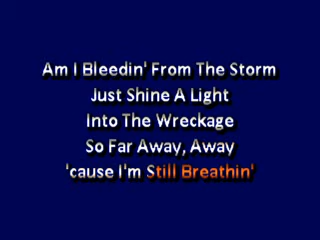 Am I Bleedin' From The Storm
Just Shine A Light
Into The Wreckage
So Far Away, Away
'cause I'm Still Breathin'